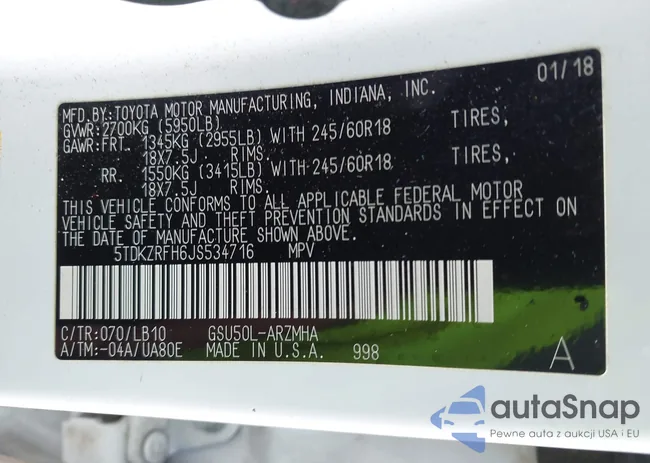 01/18
MFD.BY:TOYOTA MOTOR MANUFACTURING, INDIANA, INC.
GVWR:2700KG (5950LB)
GAWR:FRT. 1345KG (2955LB) WITH 245/60R18 TIRES,
18X7.5J RIMS.
RR. 1550KG (3415LB) WITH 245/60R18 TIRES,
18X7.5J RIMS.
THIS VEHICLE CONFORMS TO ALL APPLICABLE FEDERAL MOTOR
VEHICLE SAFETY AND THEFT PREVENTION STANDARDS IN EFFECT ON
THE DATE OF MANUFACTURE SHOWN ABOVE.
5TDKZRFH6JS534716 MPV
C/TR:070/LB10 GSU50L-ARZMHA
A/TM:-04A/UA80E MADE IN U.S.A. 998 A
autaSnap
Pewne auta z aukcji USA i EU